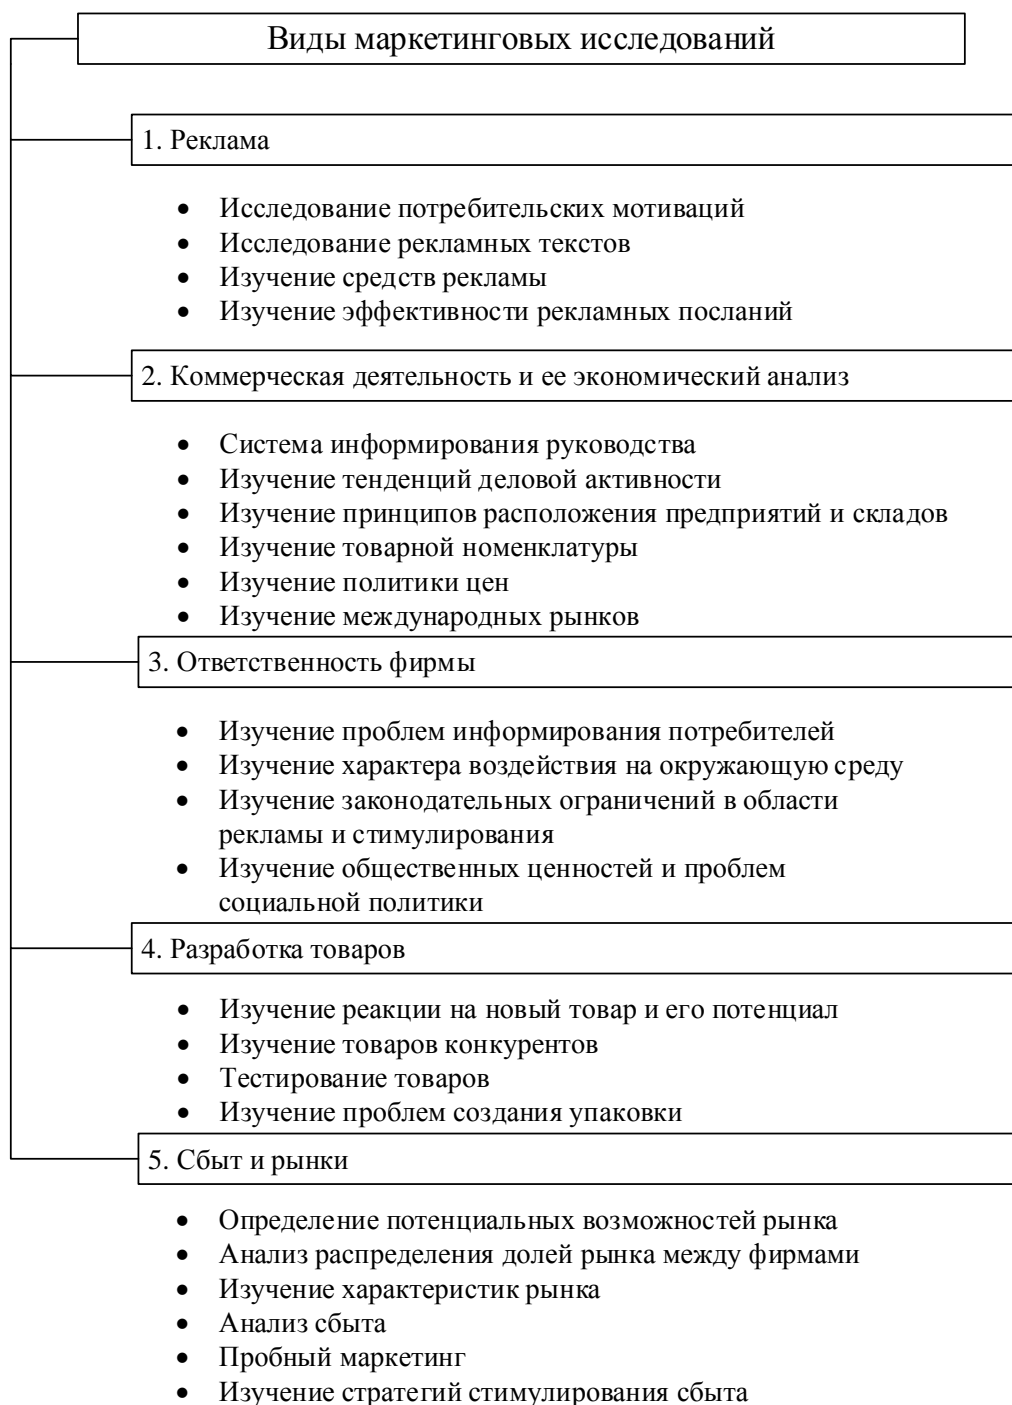 Виды маркетинговых исследований
1. Реклама
• Исследование потребительских мотиваций
• Исследование рекламных текстов
• Изучение средств рекламы
• Изучение эффективности рекламных посланий
2. Коммерческая деятельность и ее экономический анализ
• Система информирования руководства
• Изучение тенденций деловой активности
• Изучение принципов расположения предприятий и складов
• Изучение товарной номенклатуры
• Изучение политики цен
• Изучение международных рынков
3. Ответственность фирмы
• Изучение проблем информирования потребителей
• Изучение характера воздействия на окружающую среду
• Изучение законодательных ограничений в области
рекламы и стимулирования
• Изучение общественных ценностей и проблем
социальной политики
4. Разработка товаров
• Изучение реакции на новый товар и его потенциал
• Изучение товаров конкурентов
• Тестирование товаров
• Изучение проблем создания упаковки
5. Сбыт и рынки
• Определение потенциальных возможностей рынка
• Анализ распределения долей рынка между фирмами
• Изучение характеристик рынка
• Анализ сбыта
• Пробный маркетинг
• Изучение стратегий стимулирования сбыта